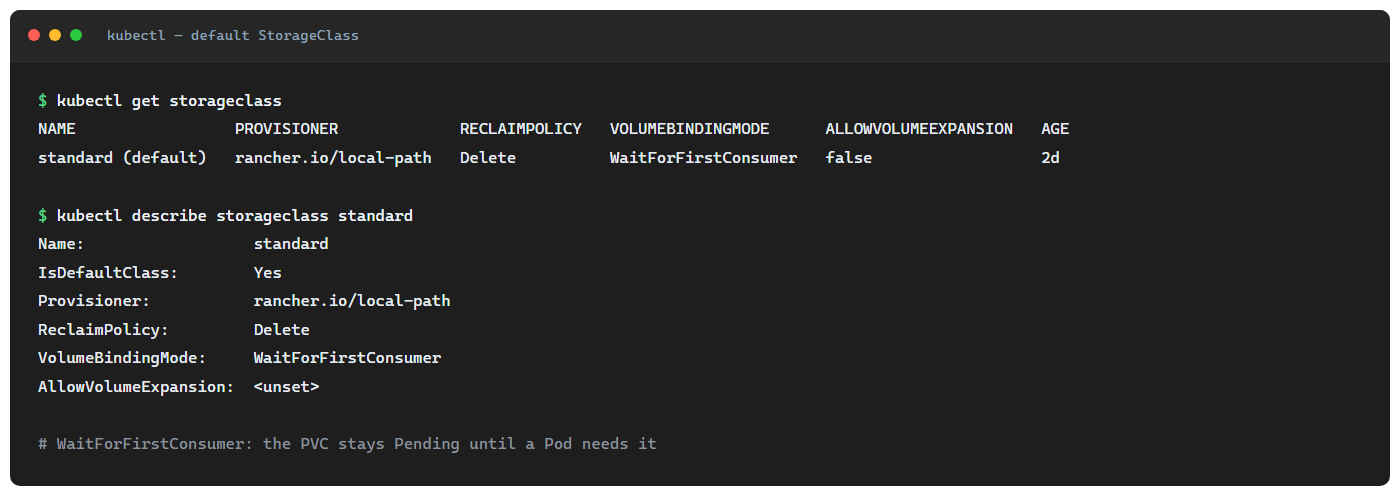 kubectl — default StorageClass
$ kubectl get storageclass
NAME                 PROVISIONER             RECLAIMPOLICY   VOLUMEBINDINGMODE      ALLOWVOLUMEEXPANSION   AGE
standard (default)   rancher.io/local-path   Delete          WaitForFirstConsumer   false                  2d
$ kubectl describe storageclass standard
Name:                  standard
IsDefaultClass:        Yes
Provisioner:           rancher.io/local-path
ReclaimPolicy:         Delete
VolumeBindingMode:     WaitForFirstConsumer
AllowVolumeExpansion:  <unset>
# WaitForFirstConsumer: the PVC stays Pending until a Pod needs it